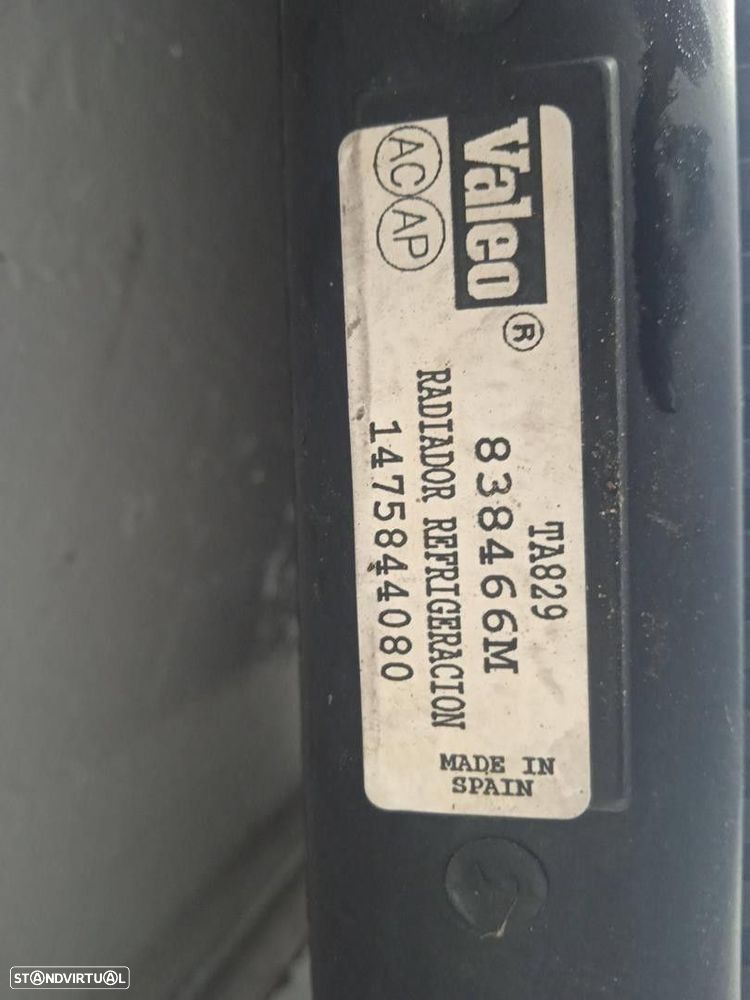 Valeo®
TA829
838466M
AC AP
RADIADOR REFRIGERACION
1475844080
MADE IN
SPAIN
STANDVIRTUAL